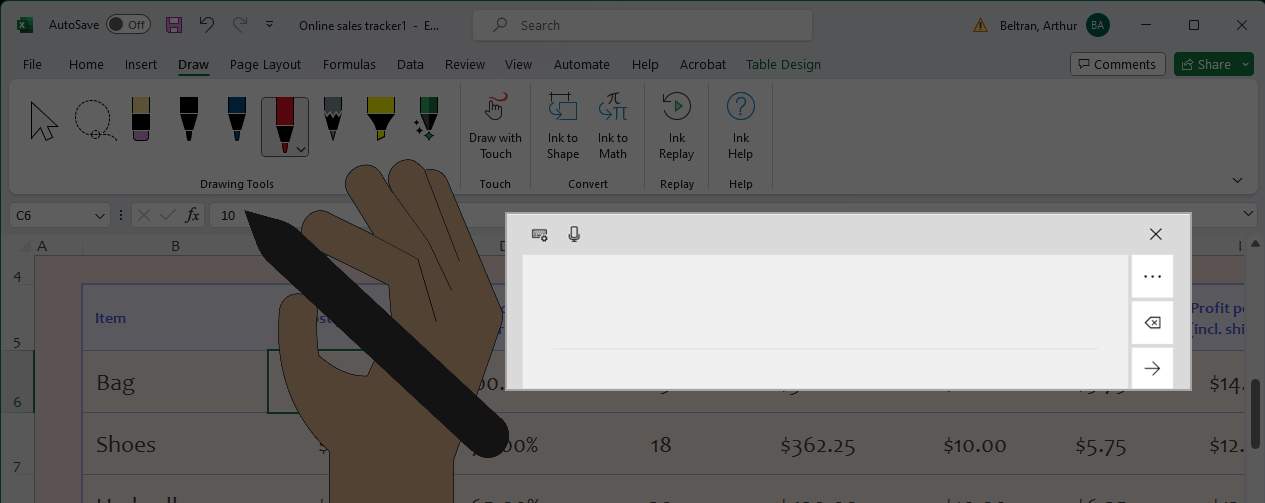 AutoSave Off Online sales tracker1 - E... Search Beltran, Arthur BA
File Home Insert Draw Page Layout Formulas Data Review View Automate Help Acrobat Table Design Comments Share
Draw with Touch Ink to Shape Ink to Math Ink Replay Ink Help
Drawing Tools Touch Convert Replay Help
C6 fx 10
A B
4
5 Item Profit pe
(incl. shi
6 Bag $14.
7 Shoes 18 $362.25 $10.00 $5.75 $12.